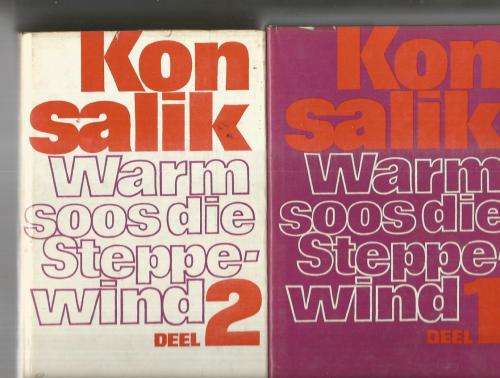 Kon
salik
Warm
soos die
Steppe-
wind
DEEL 2
Kon
salik
Warm
soos die
Steppe-
wind
DEEL 1